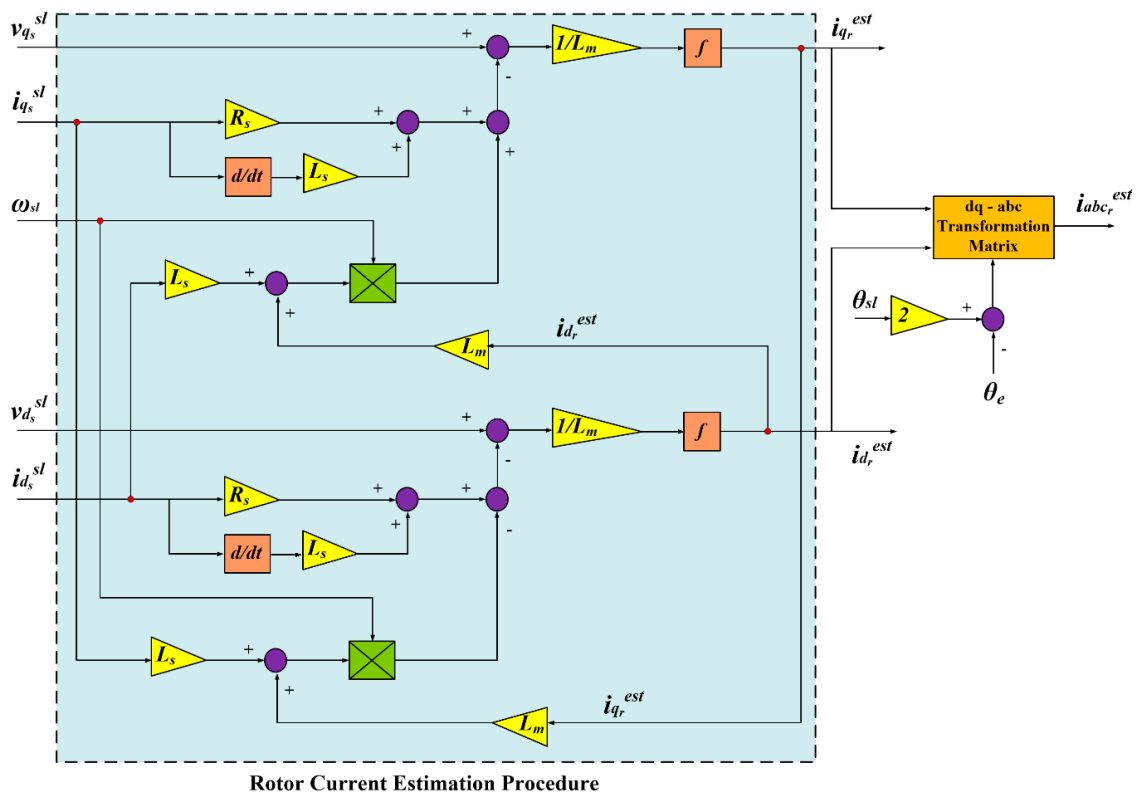 v_qs^sl
+
1/L_m
∫
i_qr^est
-
i_qs^sl
R_s
+
+
+
+
d/dt
L_s
ω_sl
dq - abc
Transformation
Matrix
i_abcr^est
L_s
+
+
i_dr^est
L_m
θ_sl
2
+
-
θ_e
v_ds^sl
+
1/L_m
∫
i_dr^est
-
i_ds^sl
R_s
+
+
+
-
d/dt
L_s
L_s
+
+
i_qr^est
L_m
Rotor Current Estimation Procedure